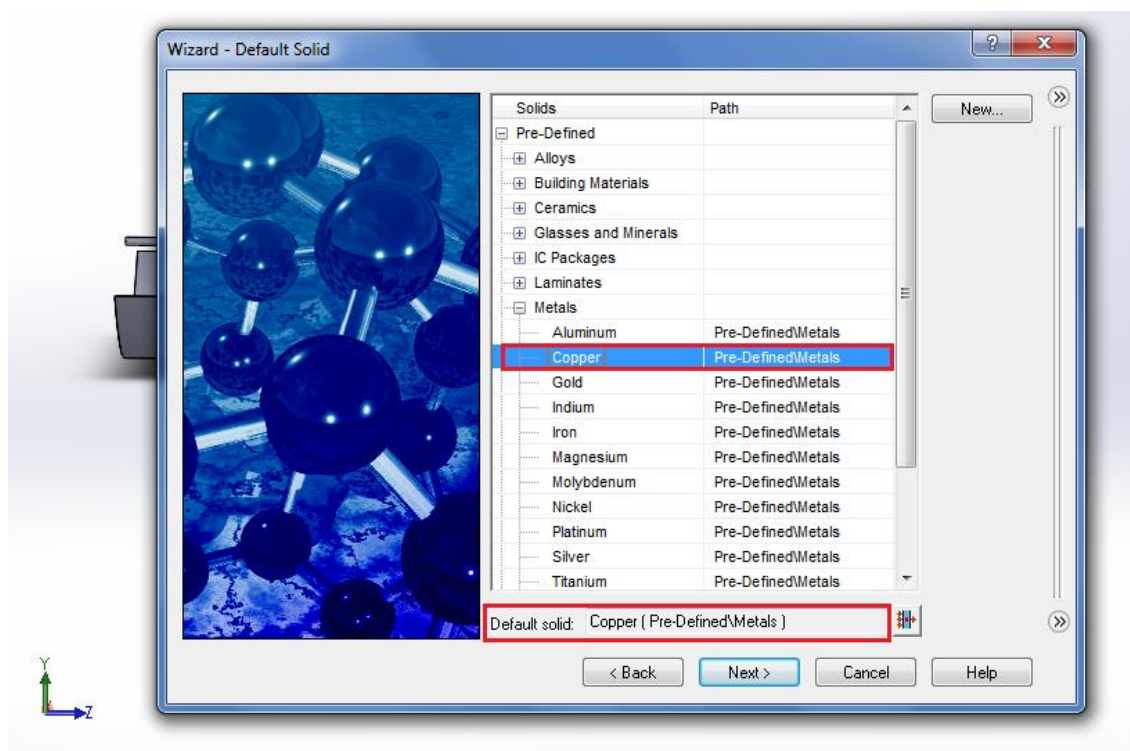 Wizard - Default Solid
? x
Solids Path
New...
Pre-Defined
Alloys
Building Materials
Ceramics
Glasses and Minerals
IC Packages
Laminates
Metals
Aluminum Pre-Defined\Metals
Copper Pre-Defined\Metals
Gold Pre-Defined\Metals
Indium Pre-Defined\Metals
Iron Pre-Defined\Metals
Magnesium Pre-Defined\Metals
Molybdenum Pre-Defined\Metals
Nickel Pre-Defined\Metals
Platinum Pre-Defined\Metals
Silver Pre-Defined\Metals
Titanium Pre-Defined\Metals
Default solid: Copper ( Pre-Defined\Metals )
< Back Next > Cancel Help
Y
Z